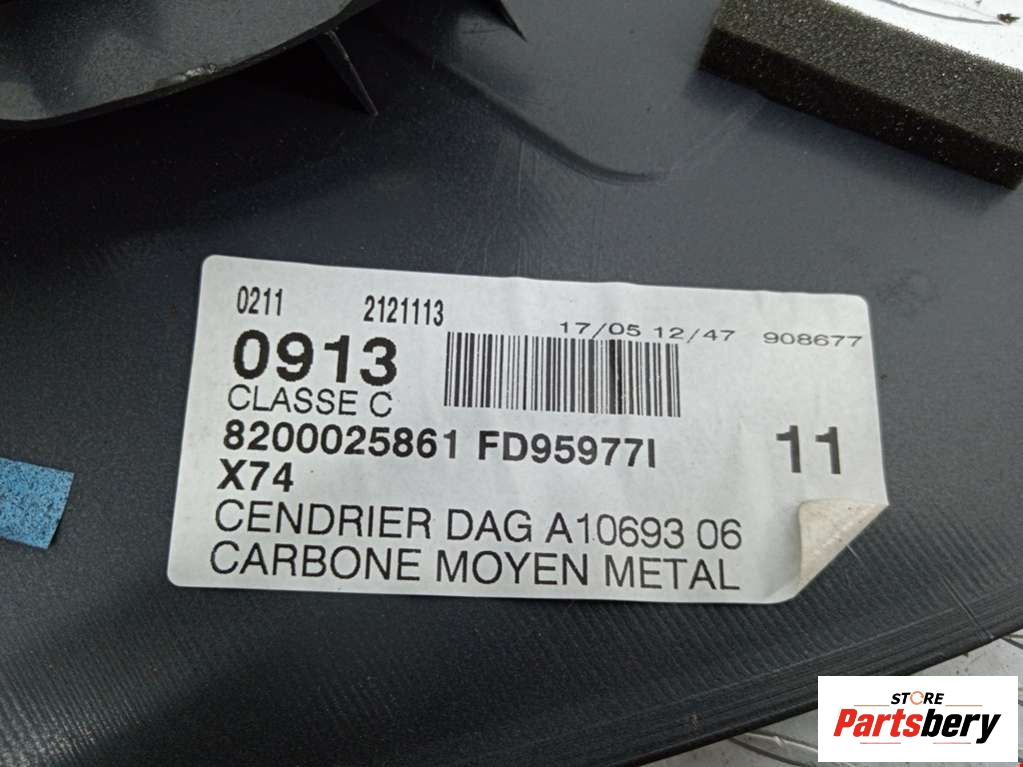 0211 2121113
17/05 12/47 908677
0913
CLASSE C
8200025861 FD95977I
11
X74
CENDRIER DAG A10693 06
CARBONE MOYEN METAL
STORE
Partsbery